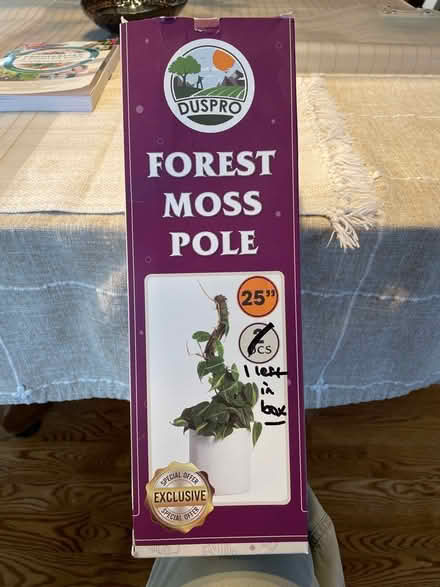 DUSPRO
FOREST
MOSS
POLE
25"
2
PCS
1 left
in
box
SPECIAL OFFER
EXCLUSIVE
SPECIAL OFFER